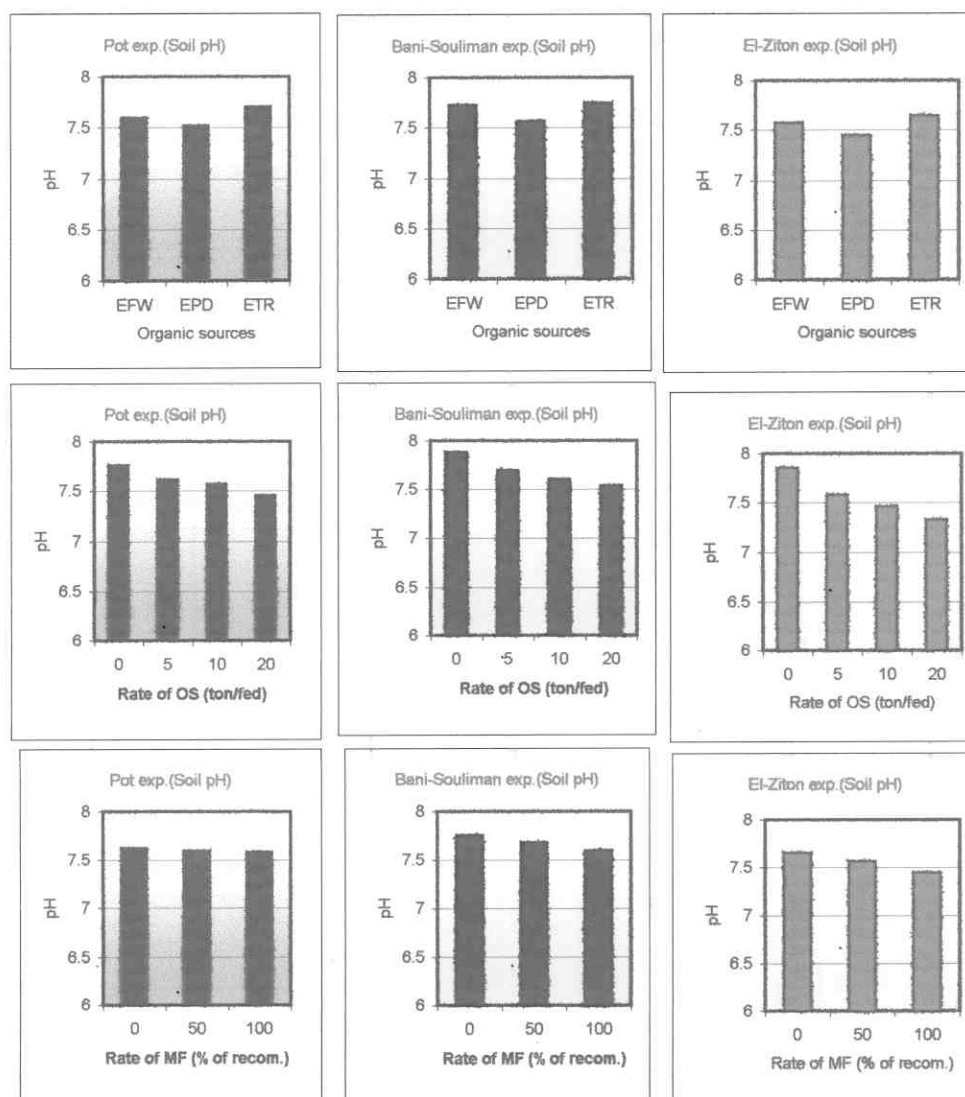 Pot exp.(Soil pH)
8
7.5
7
6.5
6
pH
EFW EPD ETR
Organic sources
Bani-Souliman exp.(Soil pH)
8
7.5
7
6.5
6
pH
EFW EPD ETR
Organic sources
El-Ziton exp.(Soil pH)
8
7.5
7
6.5
6
pH
EFW EPD ETR
Organic sources
Pot exp.(Soil pH)
8
7.5
7
6.5
6
pH
0 5 10 20
Rate of OS (ton/fed)
Bani-Souliman exp.(Soil pH)
8
7.5
7
6.5
6
pH
0 5 10 20
Rate of OS (ton/fed)
El-Ziton exp.(Soil pH)
8
7.5
7
6.5
6
pH
0 5 10 20
Rate of OS (ton/fed)
Pot exp.(Soil pH)
8
7.5
7
6.5
6
pH
0 50 100
Rate of MF (% of recom.)
Bani-Souliman exp.(Soil pH)
8
7.5
7
6.5
6
pH
0 50 100
Rate of MF (% of recom.)
El-Ziton exp.(Soil pH)
8
7.5
7
6.5
6
pH
0 50 100
Rate of MF (% of recom.)